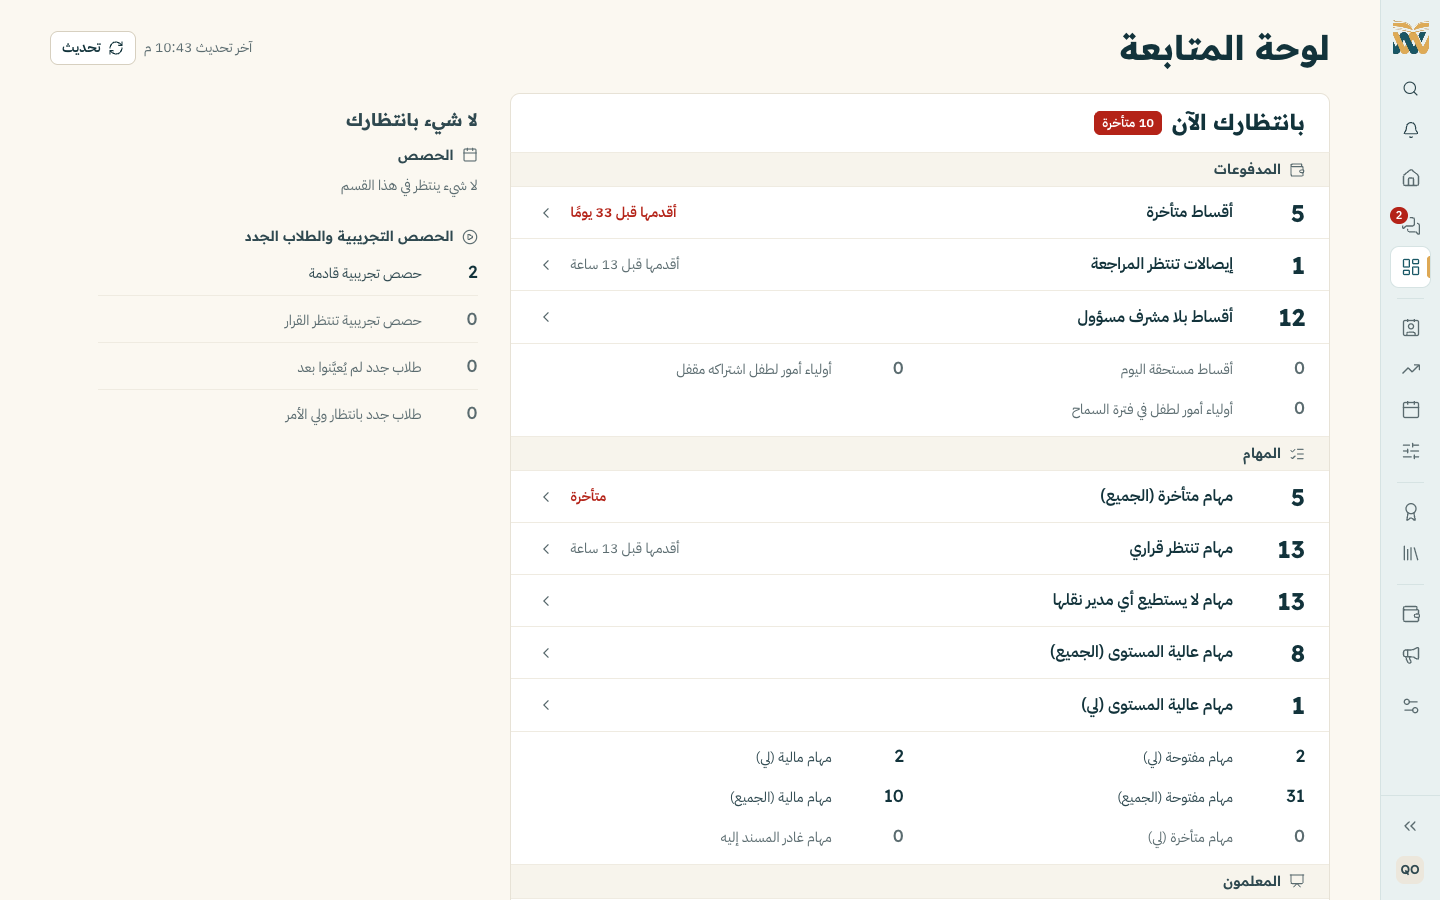 لوحة المتابعة
آخر تحديث 10:43 م
تحديث
بانتظارك الآن
10 متأخرة
المدفوعات
5 أقساط متأخرة أقدمها قبل 33 يومًا
1 إيصالات تنتظر المراجعة أقدمها قبل 13 ساعة
12 أقساط بلا مشرف مسؤول
0 أقساط مستحقة اليوم
0 أولياء أمور لطفل اشتراكه مقفل
0 أولياء أمور لطفل في فترة السماح
المهام
5 مهام متأخرة (الجميع) متأخرة
13 مهام تنتظر قراري أقدمها قبل 13 ساعة
13 مهام لا يستطيع أي مدير نقلها
8 مهام عالية المستوى (الجميع)
1 مهام عالية المستوى (لي)
2 مهام مفتوحة (لي)
2 مهام مالية (لي)
31 مهام مفتوحة (الجميع)
10 مهام مالية (الجميع)
0 مهام متأخرة (لي)
0 مهام غادر المسند إليه
المعلمون
لا شيء بانتظارك
الحصص
لا شيء ينتظر في هذا القسم
الحصص التجريبية والطلاب الجدد
2 حصص تجريبية قادمة
0 حصص تجريبية تنتظر القرار
0 طلاب جدد لم يُعيَّنوا بعد
0 طلاب جدد بانتظار ولي الأمر
2
QO